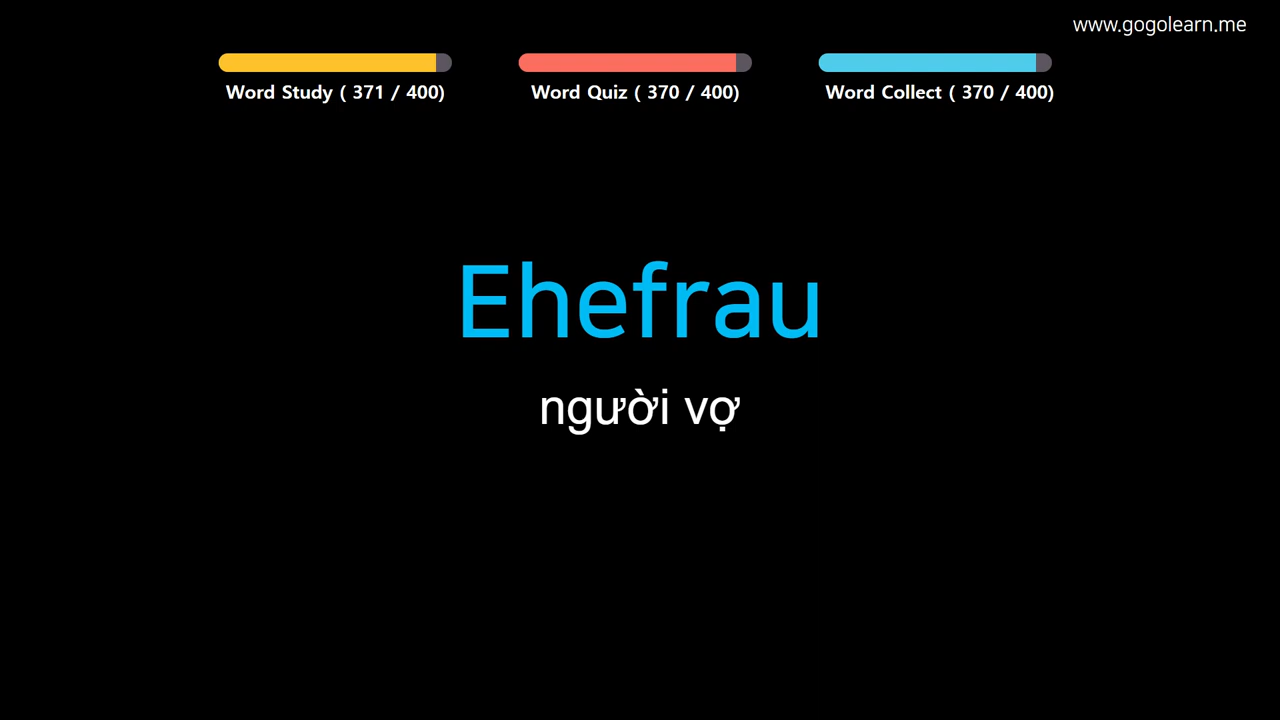 www.gogolearn.me
Word Study ( 371 / 400)
Word Quiz ( 370 / 400)
Word Collect ( 370 / 400)
Ehefrau
người vợ